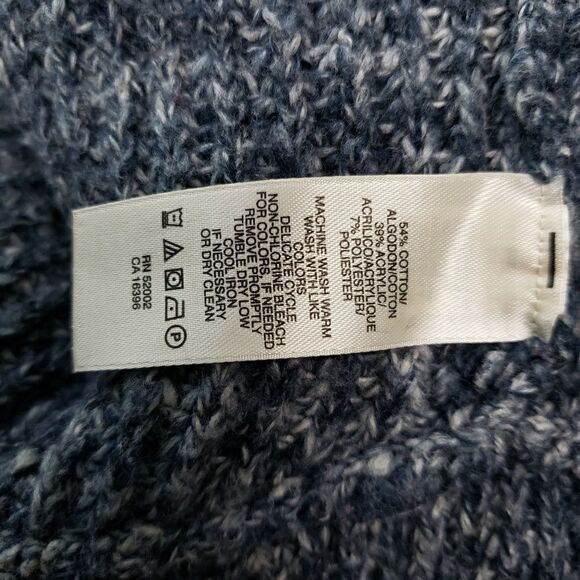 54% COTTON/
ALGODON/COTON
39% ACRYLIC/
ACRILICO/ACRYLIQUE
7% POLYESTER/
POLIESTER
MACHINE WASH WARM
WASH WITH LIKE
COLORS
DELICATE CYCLE
NON-CHLORINE BLEACH
FOR COLORS, IF NEEDED
REMOVE PROMPTLY
TUMBLE DRY LOW
COOL IRON
IF NECESSARY
OR DRY CLEAN
P
RN 52002
CA 16396